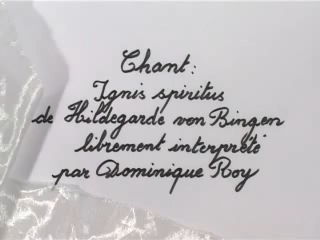 Chant:
Ignis spiritus
de Hildegarde von Bingen
librement interprété
par Dominique Roy